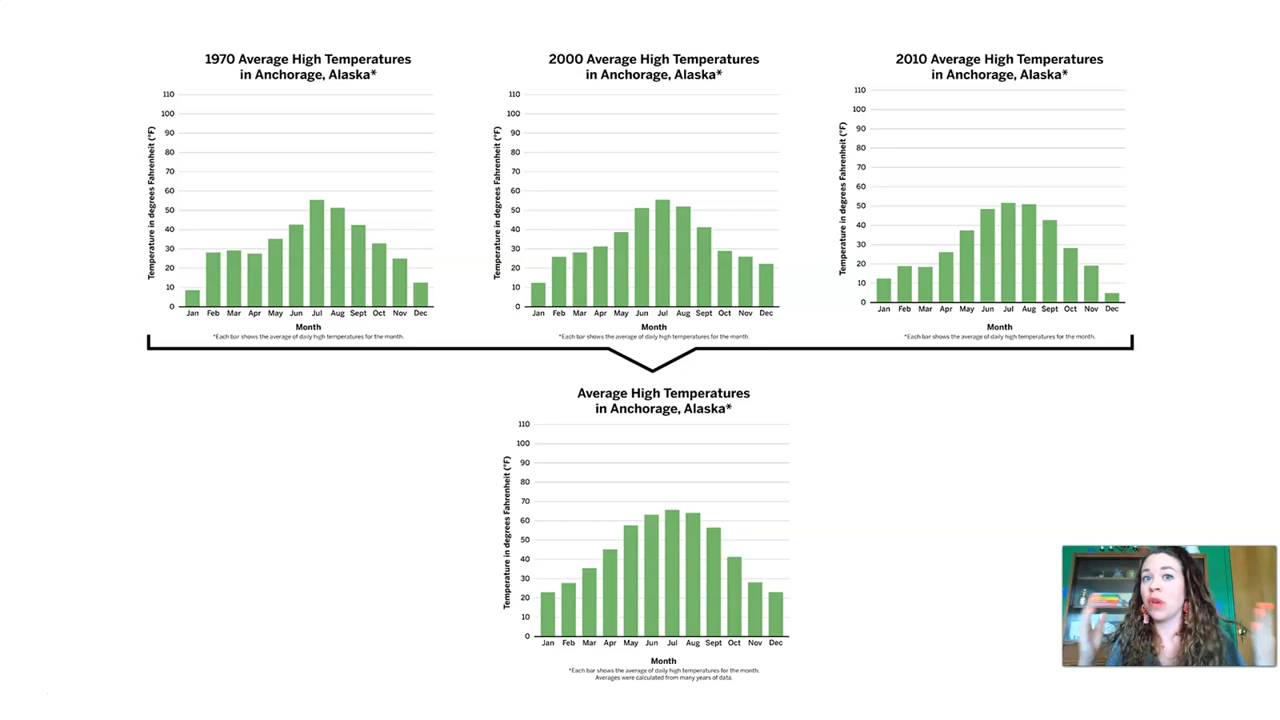 1970 Average High Temperatures
in Anchorage, Alaska*
Temperature in degrees Fahrenheit (°F)
110
100
90
80
70
60
50
40
30
20
10
0
Jan Feb Mar Apr May Jun Jul Aug Sept Oct Nov Dec
Month
*Each bar shows the average of daily high temperatures for the month.
2000 Average High Temperatures
in Anchorage, Alaska*
Temperature in degrees Fahrenheit (°F)
110
100
90
80
70
60
50
40
30
20
10
0
Jan Feb Mar Apr May Jun Jul Aug Sept Oct Nov Dec
Month
*Each bar shows the average of daily high temperatures for the month.
2010 Average High Temperatures
in Anchorage, Alaska*
Temperature in degrees Fahrenheit (°F)
110
100
90
80
70
60
50
40
30
20
10
0
Jan Feb Mar Apr May Jun Jul Aug Sept Oct Nov Dec
Month
*Each bar shows the average of daily high temperatures for the month.
Average High Temperatures
in Anchorage, Alaska*
Temperature in degrees Fahrenheit (°F)
110
100
90
80
70
60
50
40
30
20
10
0
Jan Feb Mar Apr May Jun Jul Aug Sept Oct Nov Dec
Month
*Each bar shows the average of daily high temperatures for the month.
Averages were calculated from many years of data.